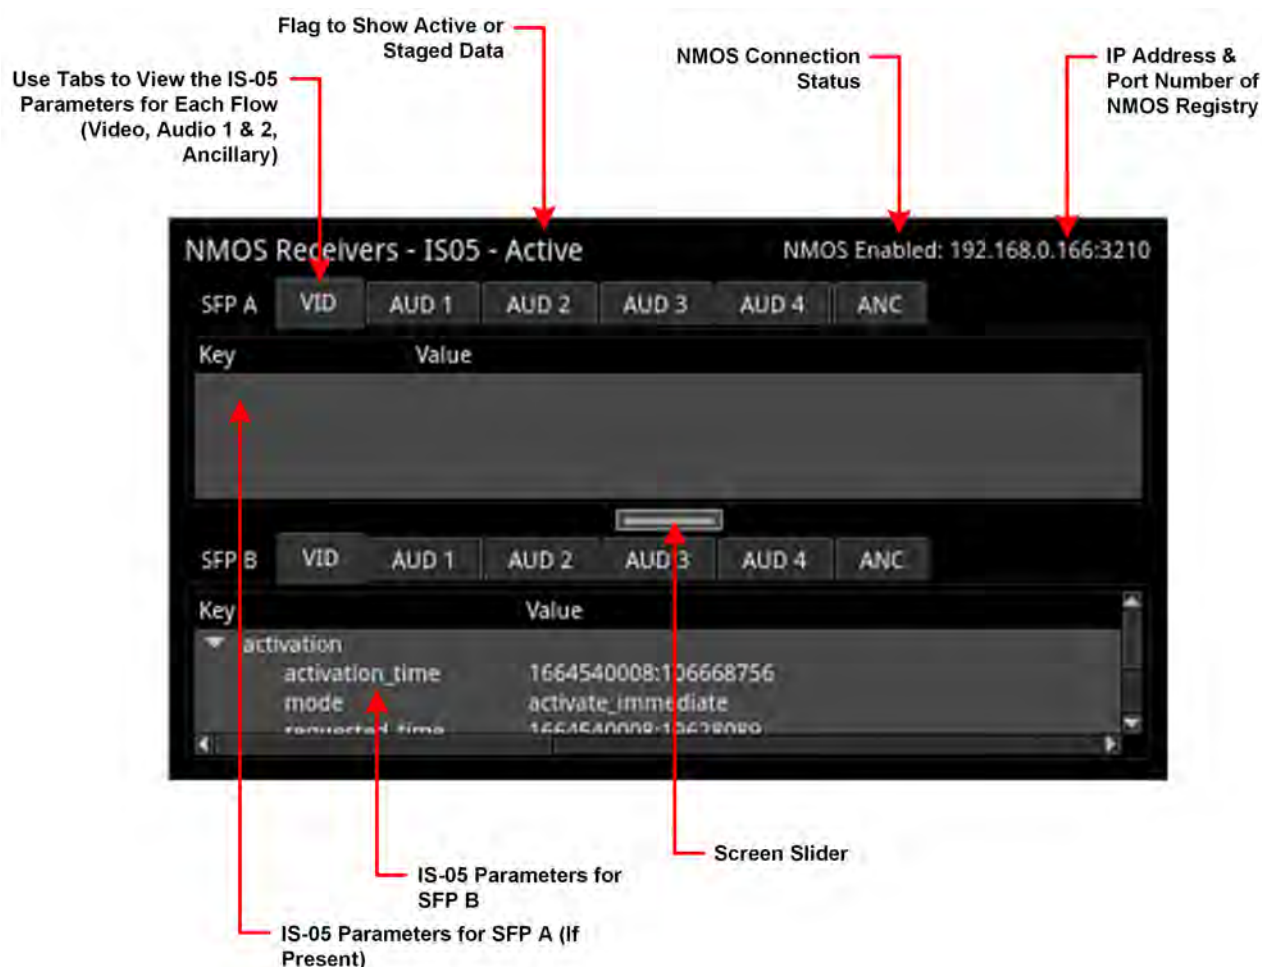 Flag to Show Active or
Staged Data
NMOS Connection
Status
IP Address &
Port Number of
NMOS Registry
Use Tabs to View the IS-05
Parameters for Each Flow
(Video, Audio 1 & 2,
Ancillary)
NMOS Receivers - IS05 - Active
NMOS Enabled: 192.168.0.166:3210
SFP A VID AUD 1 AUD 2 AUD 3 AUD 4 ANC
Key Value
SFP B VID AUD 1 AUD 2 AUD 3 AUD 4 ANC
Key Value
activation
activation_time 1664540008:106668756
mode activate_immediate
requested_time
Screen Slider
IS-05 Parameters for
SFP B
IS-05 Parameters for SFP A (If
Present)